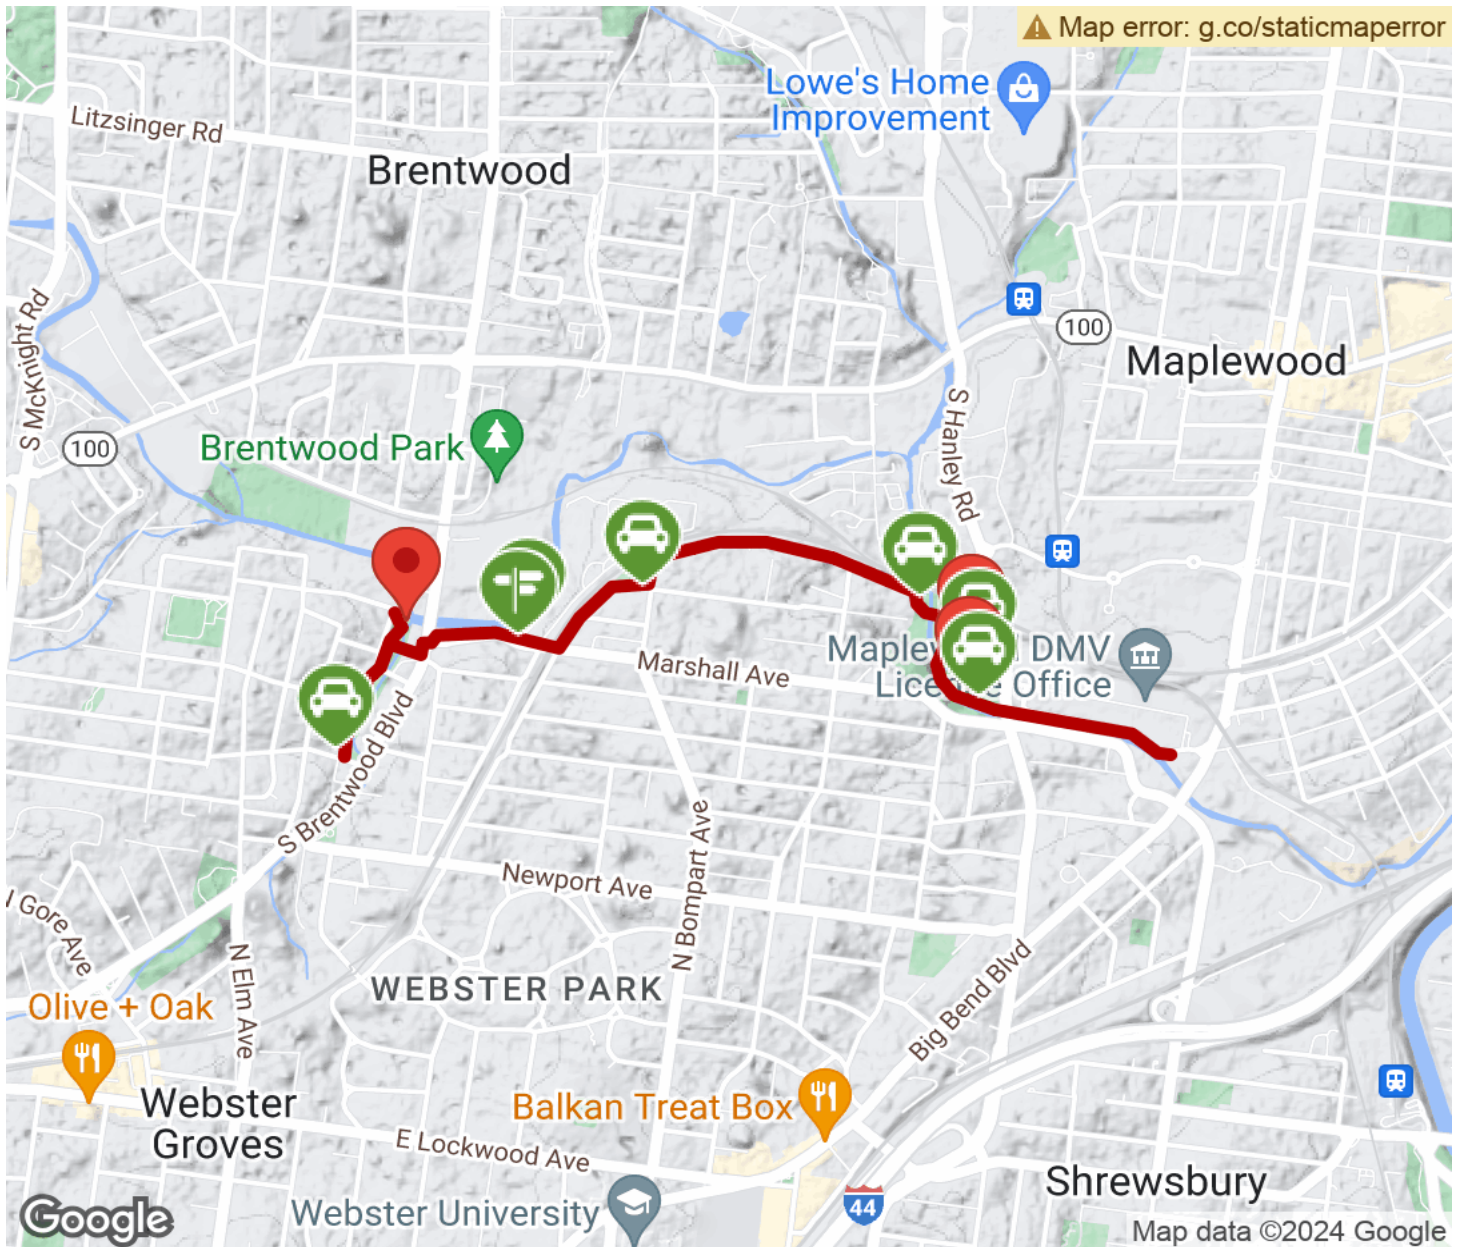 Map error: g.co/staticmaperror
Lowe's Home
Improvement
Litzsinger Rd
Brentwood
S McKnight Rd
100
Maplewood
100
Brentwood Park
S Hanley Rd
Marshall Ave
DMV
Office
S Brentwood Blvd
Newport Ave
N Bompart Ave
Gore Ave
N Elm Ave
WEBSTER PARK
Big Bend Blvd
Olive + Oak
Webster
Groves
Balkan Treat Box
E Lockwood Ave
Shrewsbury
Webster University
44
Google
Map data ©2024 Google